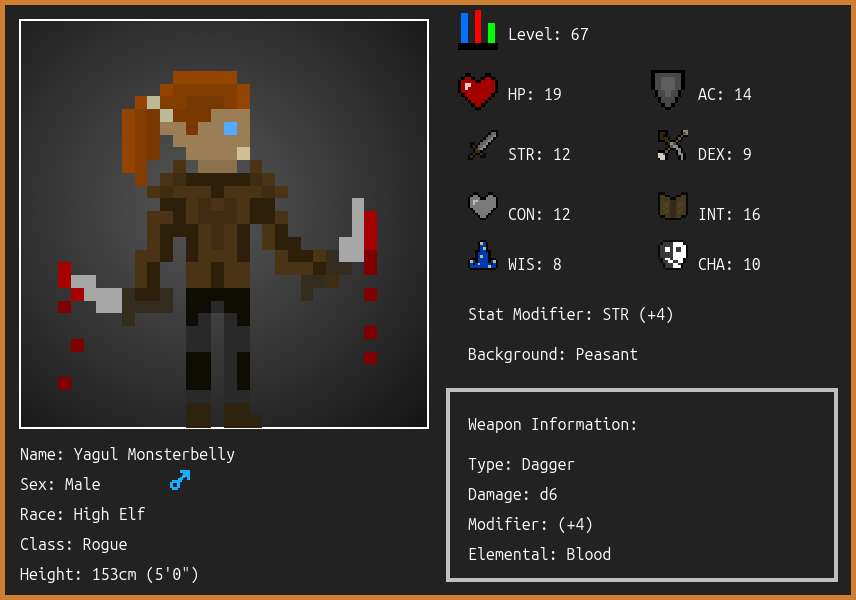 Level: 67
HP: 19
AC: 14
STR: 12
DEX: 9
CON: 12
INT: 16
WIS: 8
CHA: 10
Stat Modifier: STR (+4)
Background: Peasant
Weapon Information:
Type: Dagger
Damage: d6
Modifier: (+4)
Elemental: Blood
Name: Yagul Monsterbelly
Sex: Male
Race: High Elf
Class: Rogue
Height: 153cm (5'0")